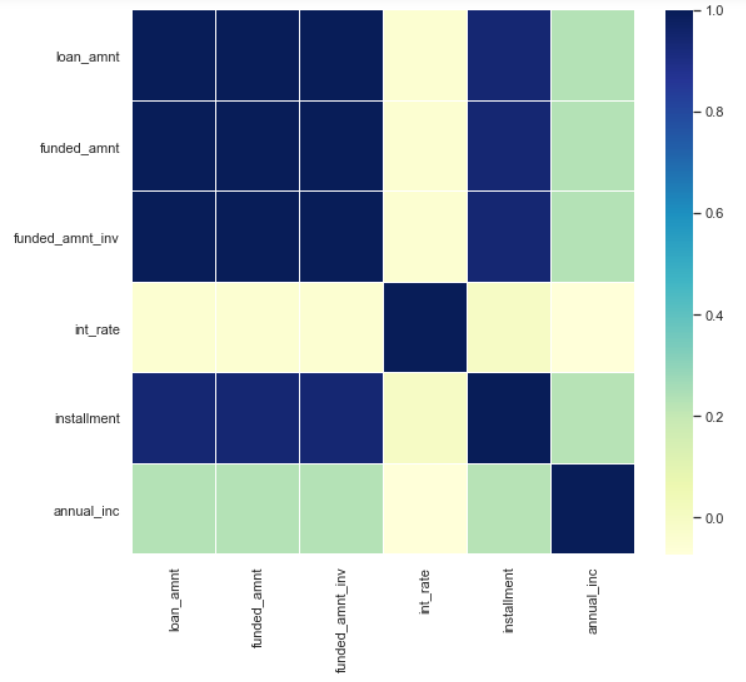 loan_amnt
funded_amnt
funded_amnt_inv
int_rate
installment
annual_inc
loan_amnt
funded_amnt
funded_amnt_inv
int_rate
installment
annual_inc
1.0
0.8
0.6
0.4
0.2
0.0